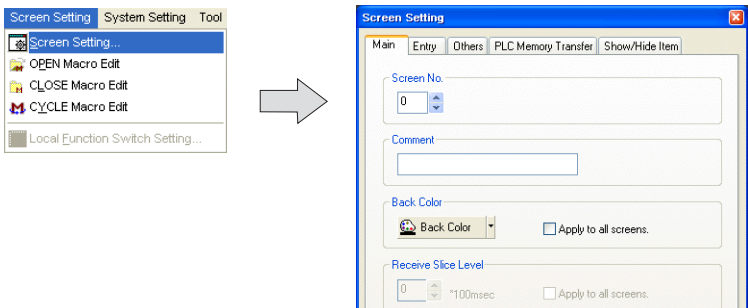 Screen Setting System Setting Tool
Screen Setting...
OPEN Macro Edit
CLOSE Macro Edit
CYCLE Macro Edit
Local Function Switch Setting...
Screen Setting
Main Entry Others PLC Memory Transfer Show/Hide Item
Screen No.
0
Comment
Back Color
Back Color Apply to all screens.
Receive Slice Level
0 *100msec Apply to all screens.